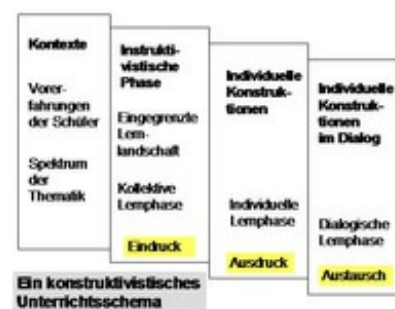 Kontexte
Vorer-
fahrungen
der Schüler
Spektrum
der
Thematik
Instrukti-
vistische
Phase
Eingegrenzte
Lern-
landschaft
Kollektive
Lernphase
Eindruck
Individuelle
Konstruk-
tionen
Individuelle
Lernphase
Ausdruck
Individuelle
Konstruk-
tionen
im Dialog
Dialogische
Lernphase
Austausch
Ein konstruktivistisches
Unterrichtsschema